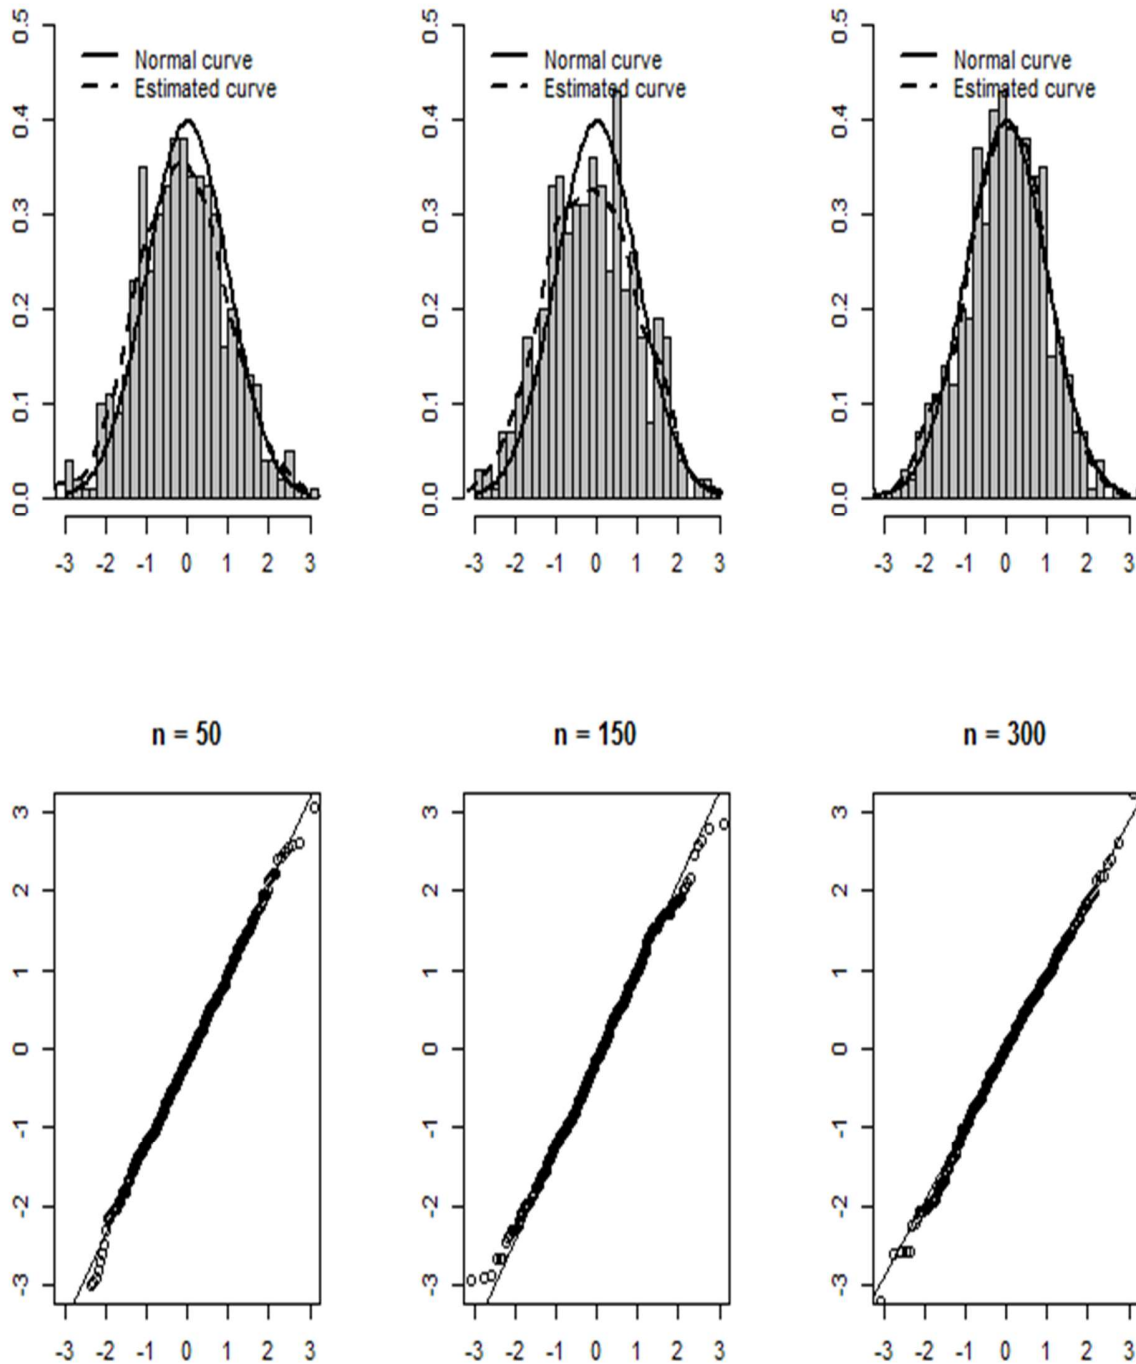 0.5 0.4 0.3 0.2 0.1 0.0
Normal curve
Estimated curve
-3 -2 -1 0 1 2 3
0.5 0.4 0.3 0.2 0.1 0.0
Normal curve
Estimated curve
-3 -2 -1 0 1 2 3
0.5 0.4 0.3 0.2 0.1 0.0
Normal curve
Estimated curve
-3 -2 -1 0 1 2 3
n = 50
3 2 1 0 -1 -2 -3
-3 -2 -1 0 1 2 3
n = 150
3 2 1 0 -1 -2 -3
-3 -2 -1 0 1 2 3
n = 300
3 2 1 0 -1 -2 -3
-3 -2 -1 0 1 2 3